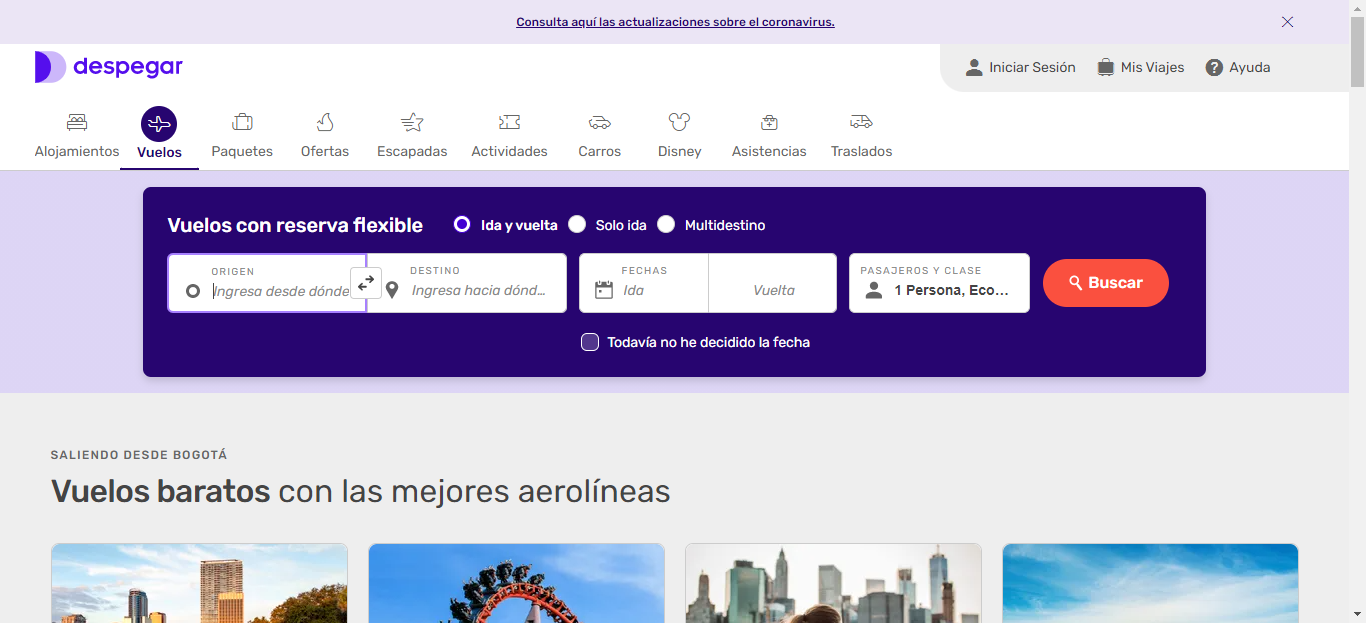 Consulta aquí las actualizaciones sobre el coronavirus.
despegar
Iniciar Sesión Mis Viajes ? Ayuda
Alojamientos Vuelos Paquetes Ofertas Escapadas Actividades Carros Disney Asistencias Traslados
Vuelos con reserva flexible Ida y vuelta Solo ida Multidestino
ORIGEN DESTINO FECHAS PASAJEROS Y CLASE
Ingresa desde dónde Ingresa hacia dónd... Ida Vuelta 1 Persona, Eco... Buscar
Todavía no he decidido la fecha
SALIENDO DESDE BOGOTÁ
Vuelos baratos con las mejores aerolíneas